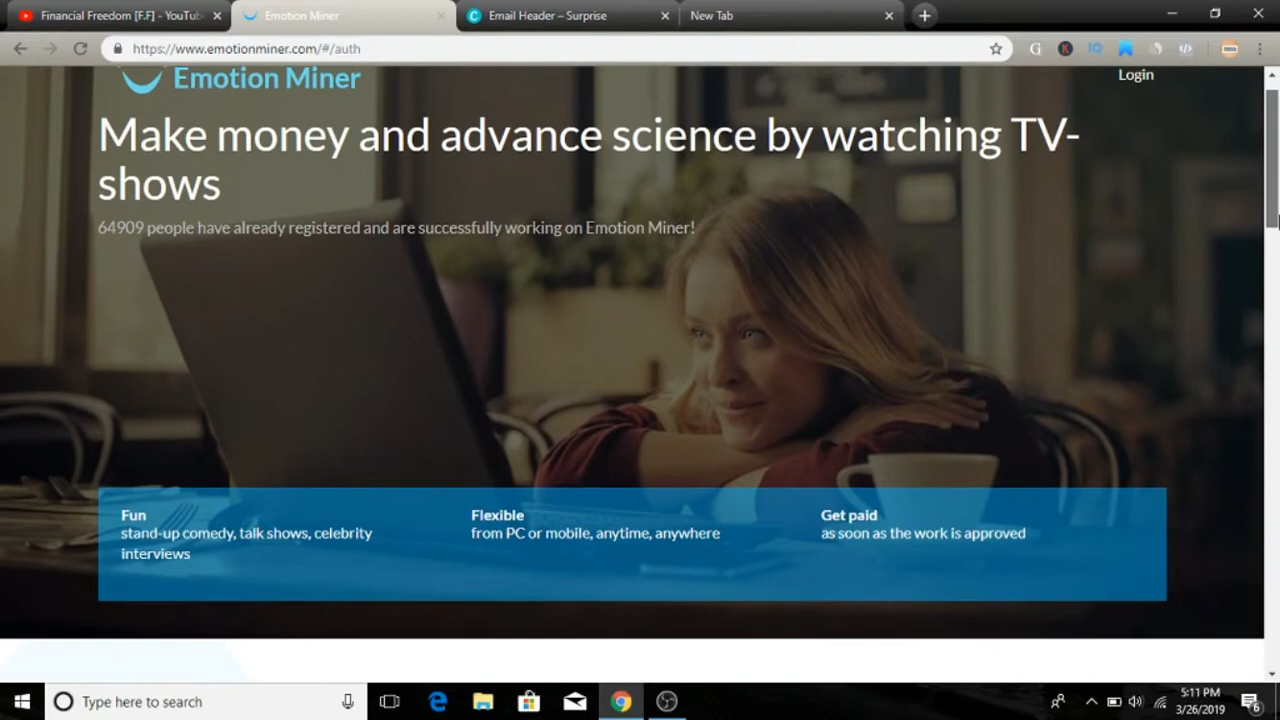 Financial Freedom [F.F] - YouTub
Emotion Miner
Email Header – Surprise
New Tab
https://www.emotionminer.com/#/auth
Emotion Miner
Login
Make money and advance science by watching TV-
shows
64909 people have already registered and are successfully working on Emotion Miner!
Fun
stand-up comedy, talk shows, celebrity
interviews
Flexible
from PC or mobile, anytime, anywhere
Get paid
as soon as the work is approved
Type here to search
5:11 PM
3/26/2019
6